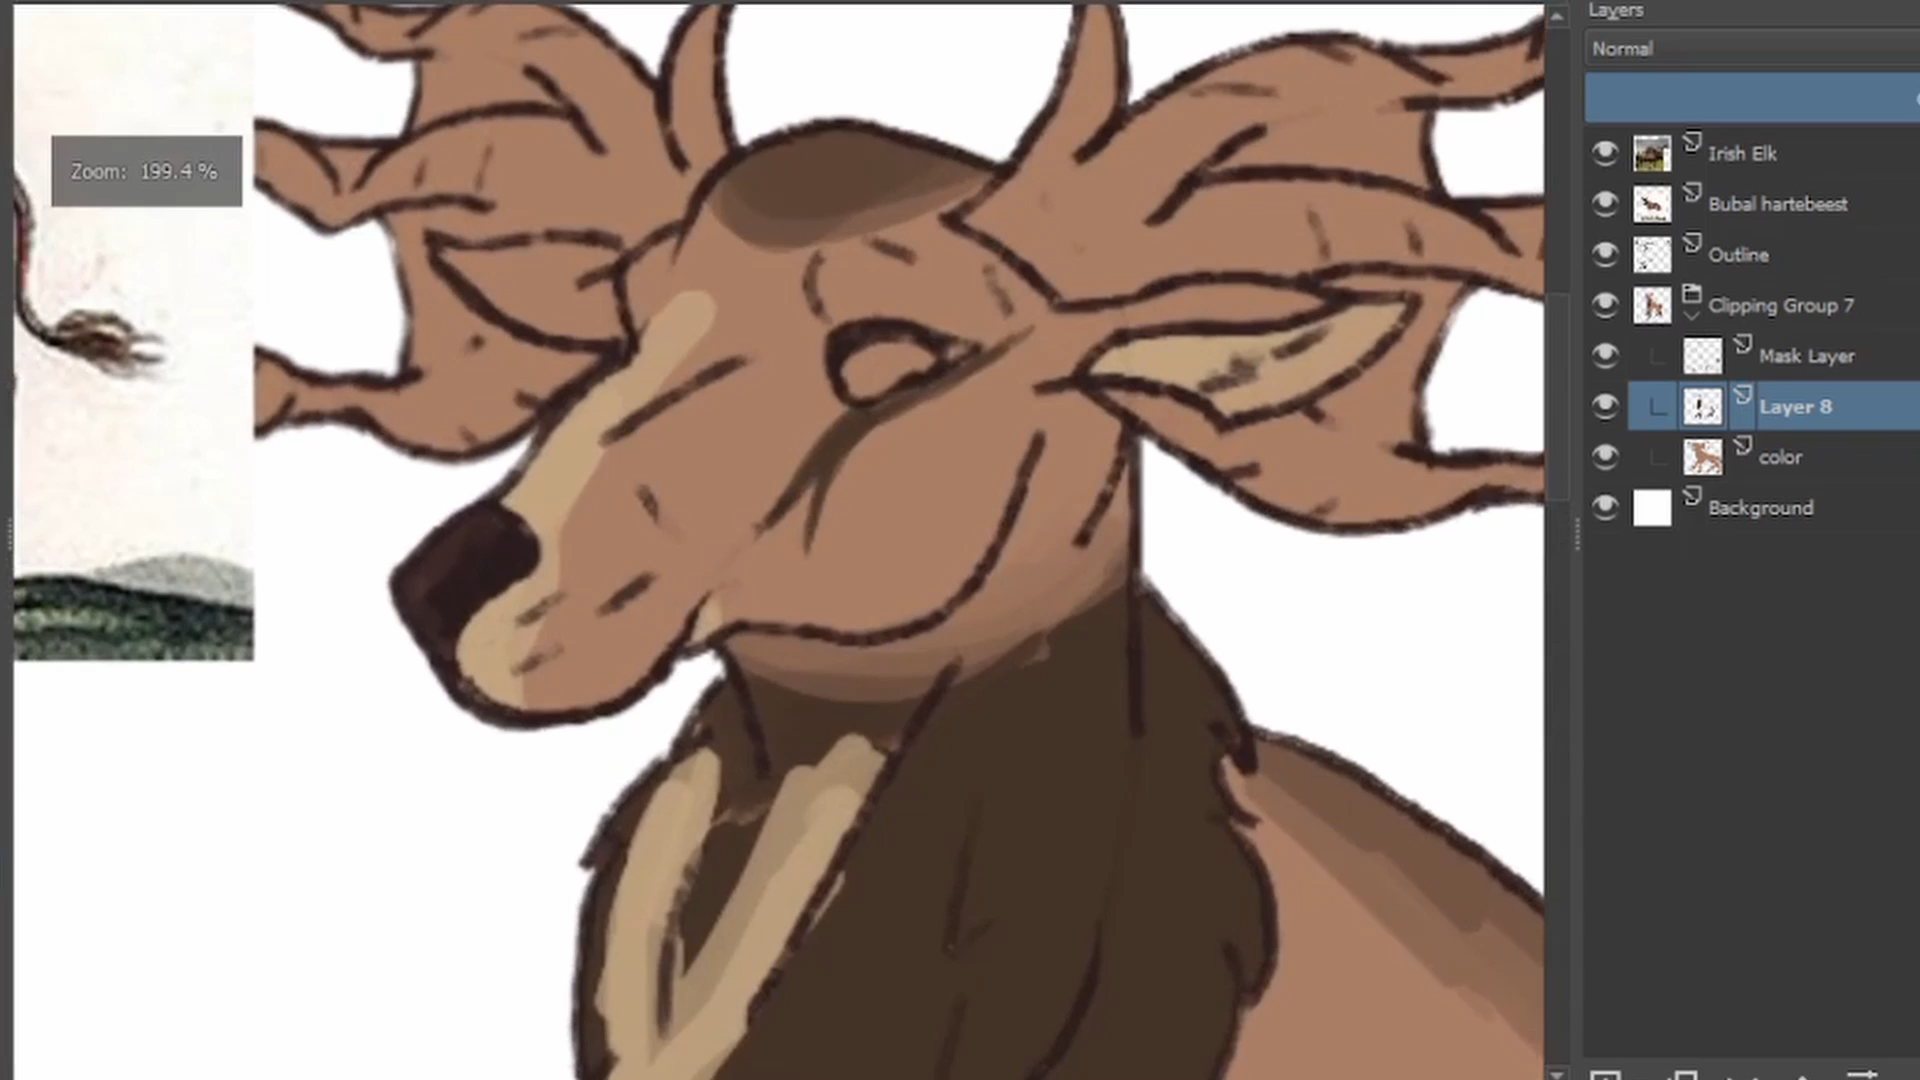 Layers
Normal
Zoom: 199.4 %
Irish Elk
Bubal hartebeest
Outline
Clipping Group 7
Mask Layer
Layer 8
color
Background